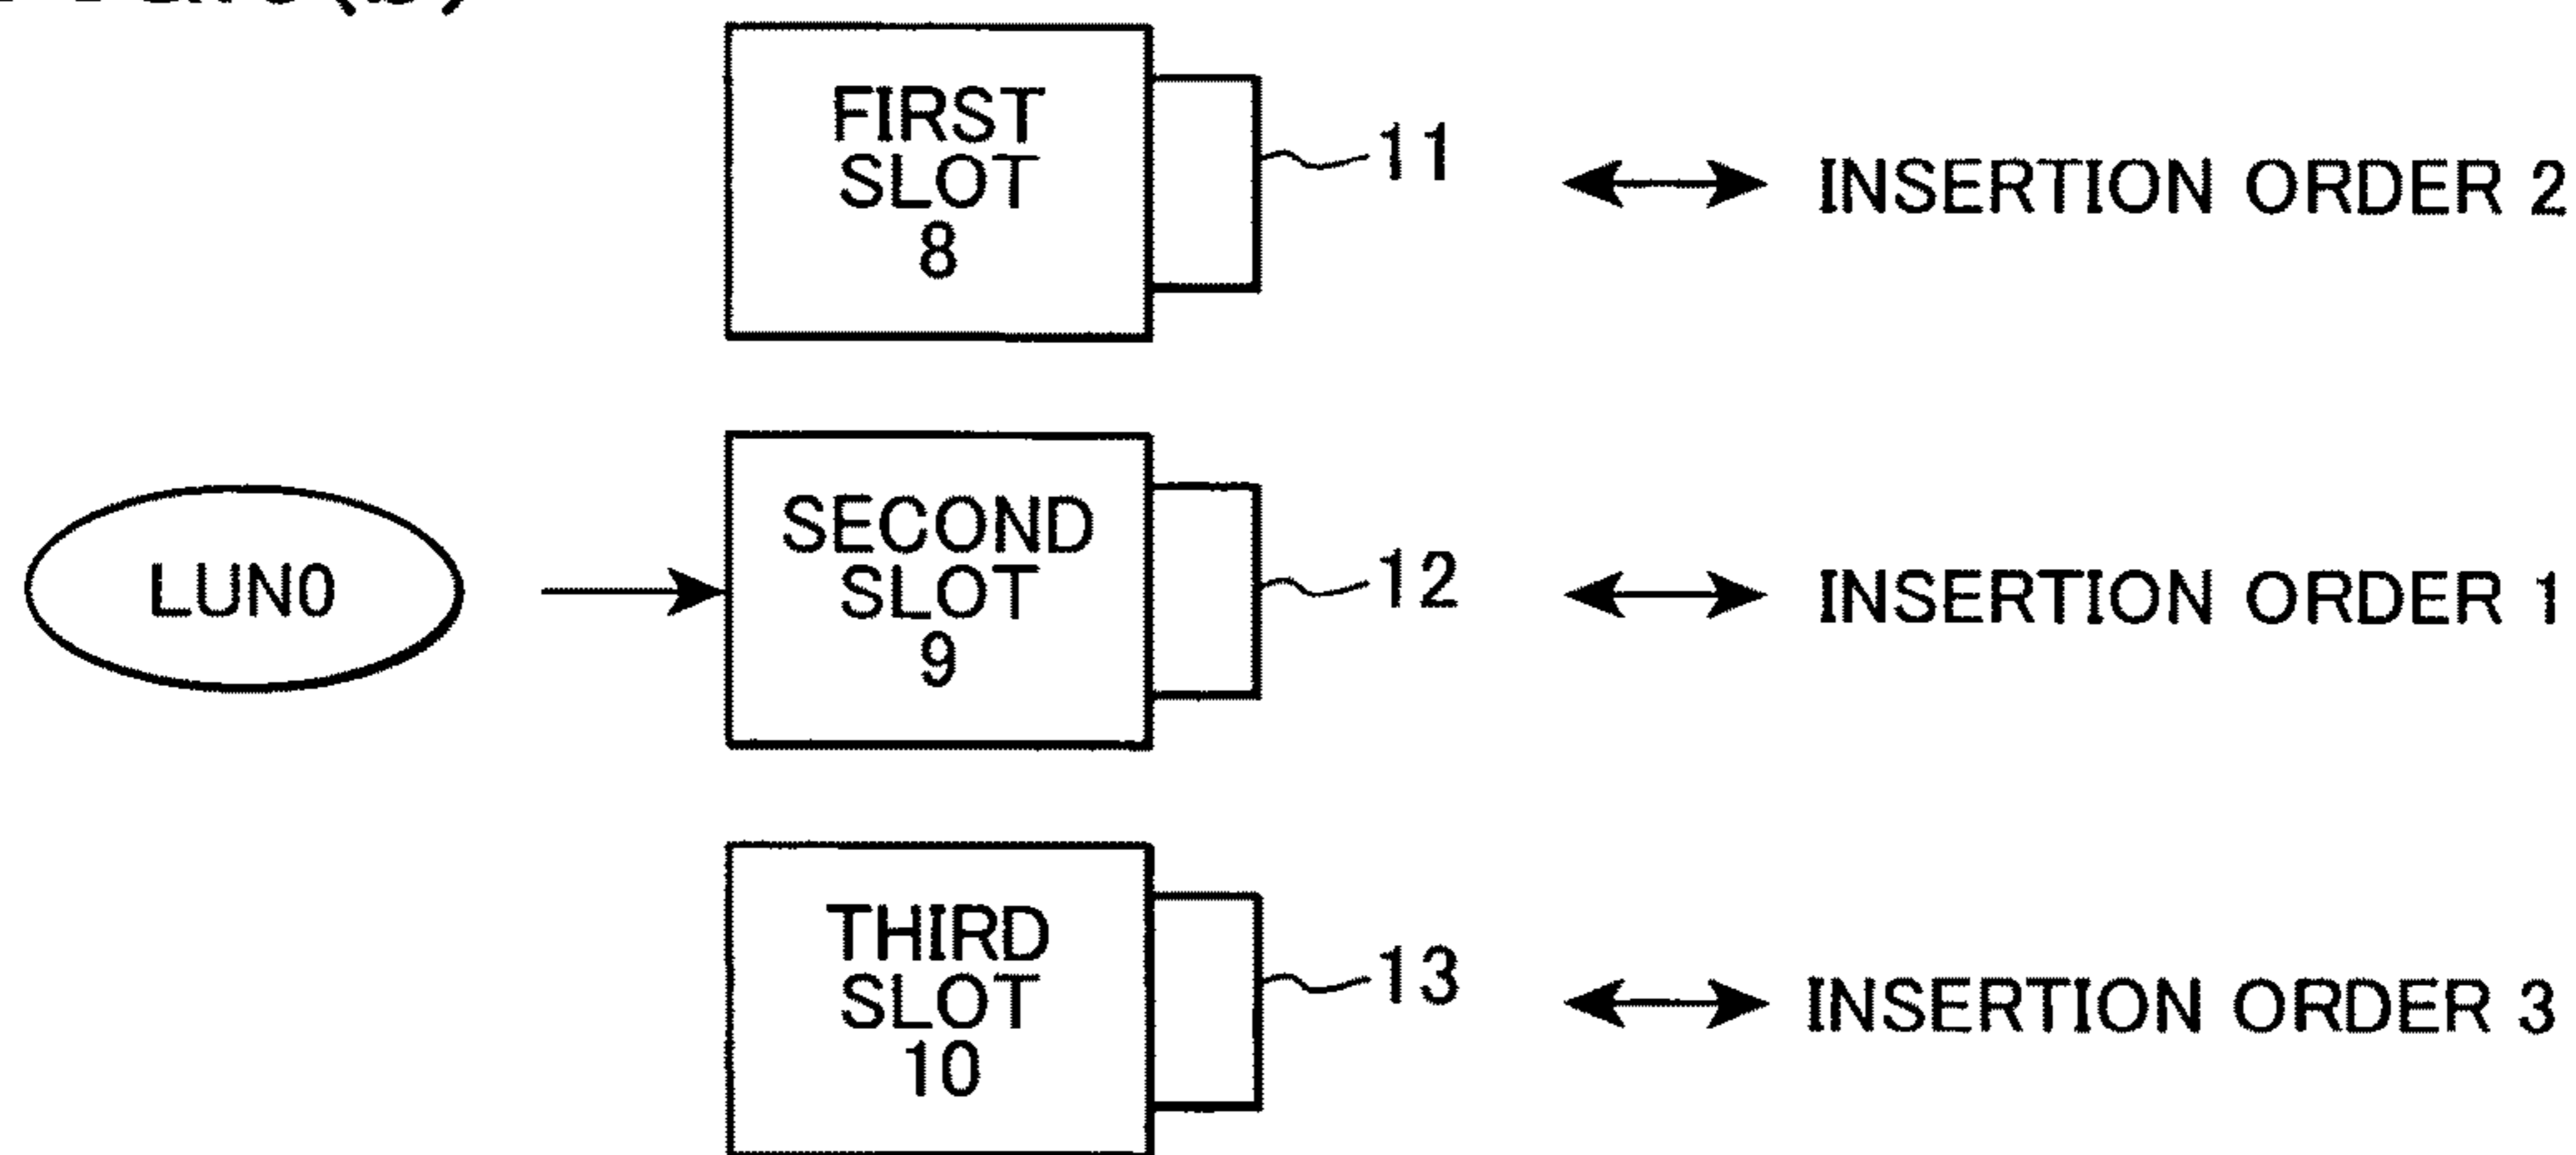 FIRST
SLOT
8
11
INSERTION ORDER 2
LUN0
SECOND
SLOT
9
12
INSERTION ORDER 1
THIRD
SLOT
10
13
INSERTION ORDER 3